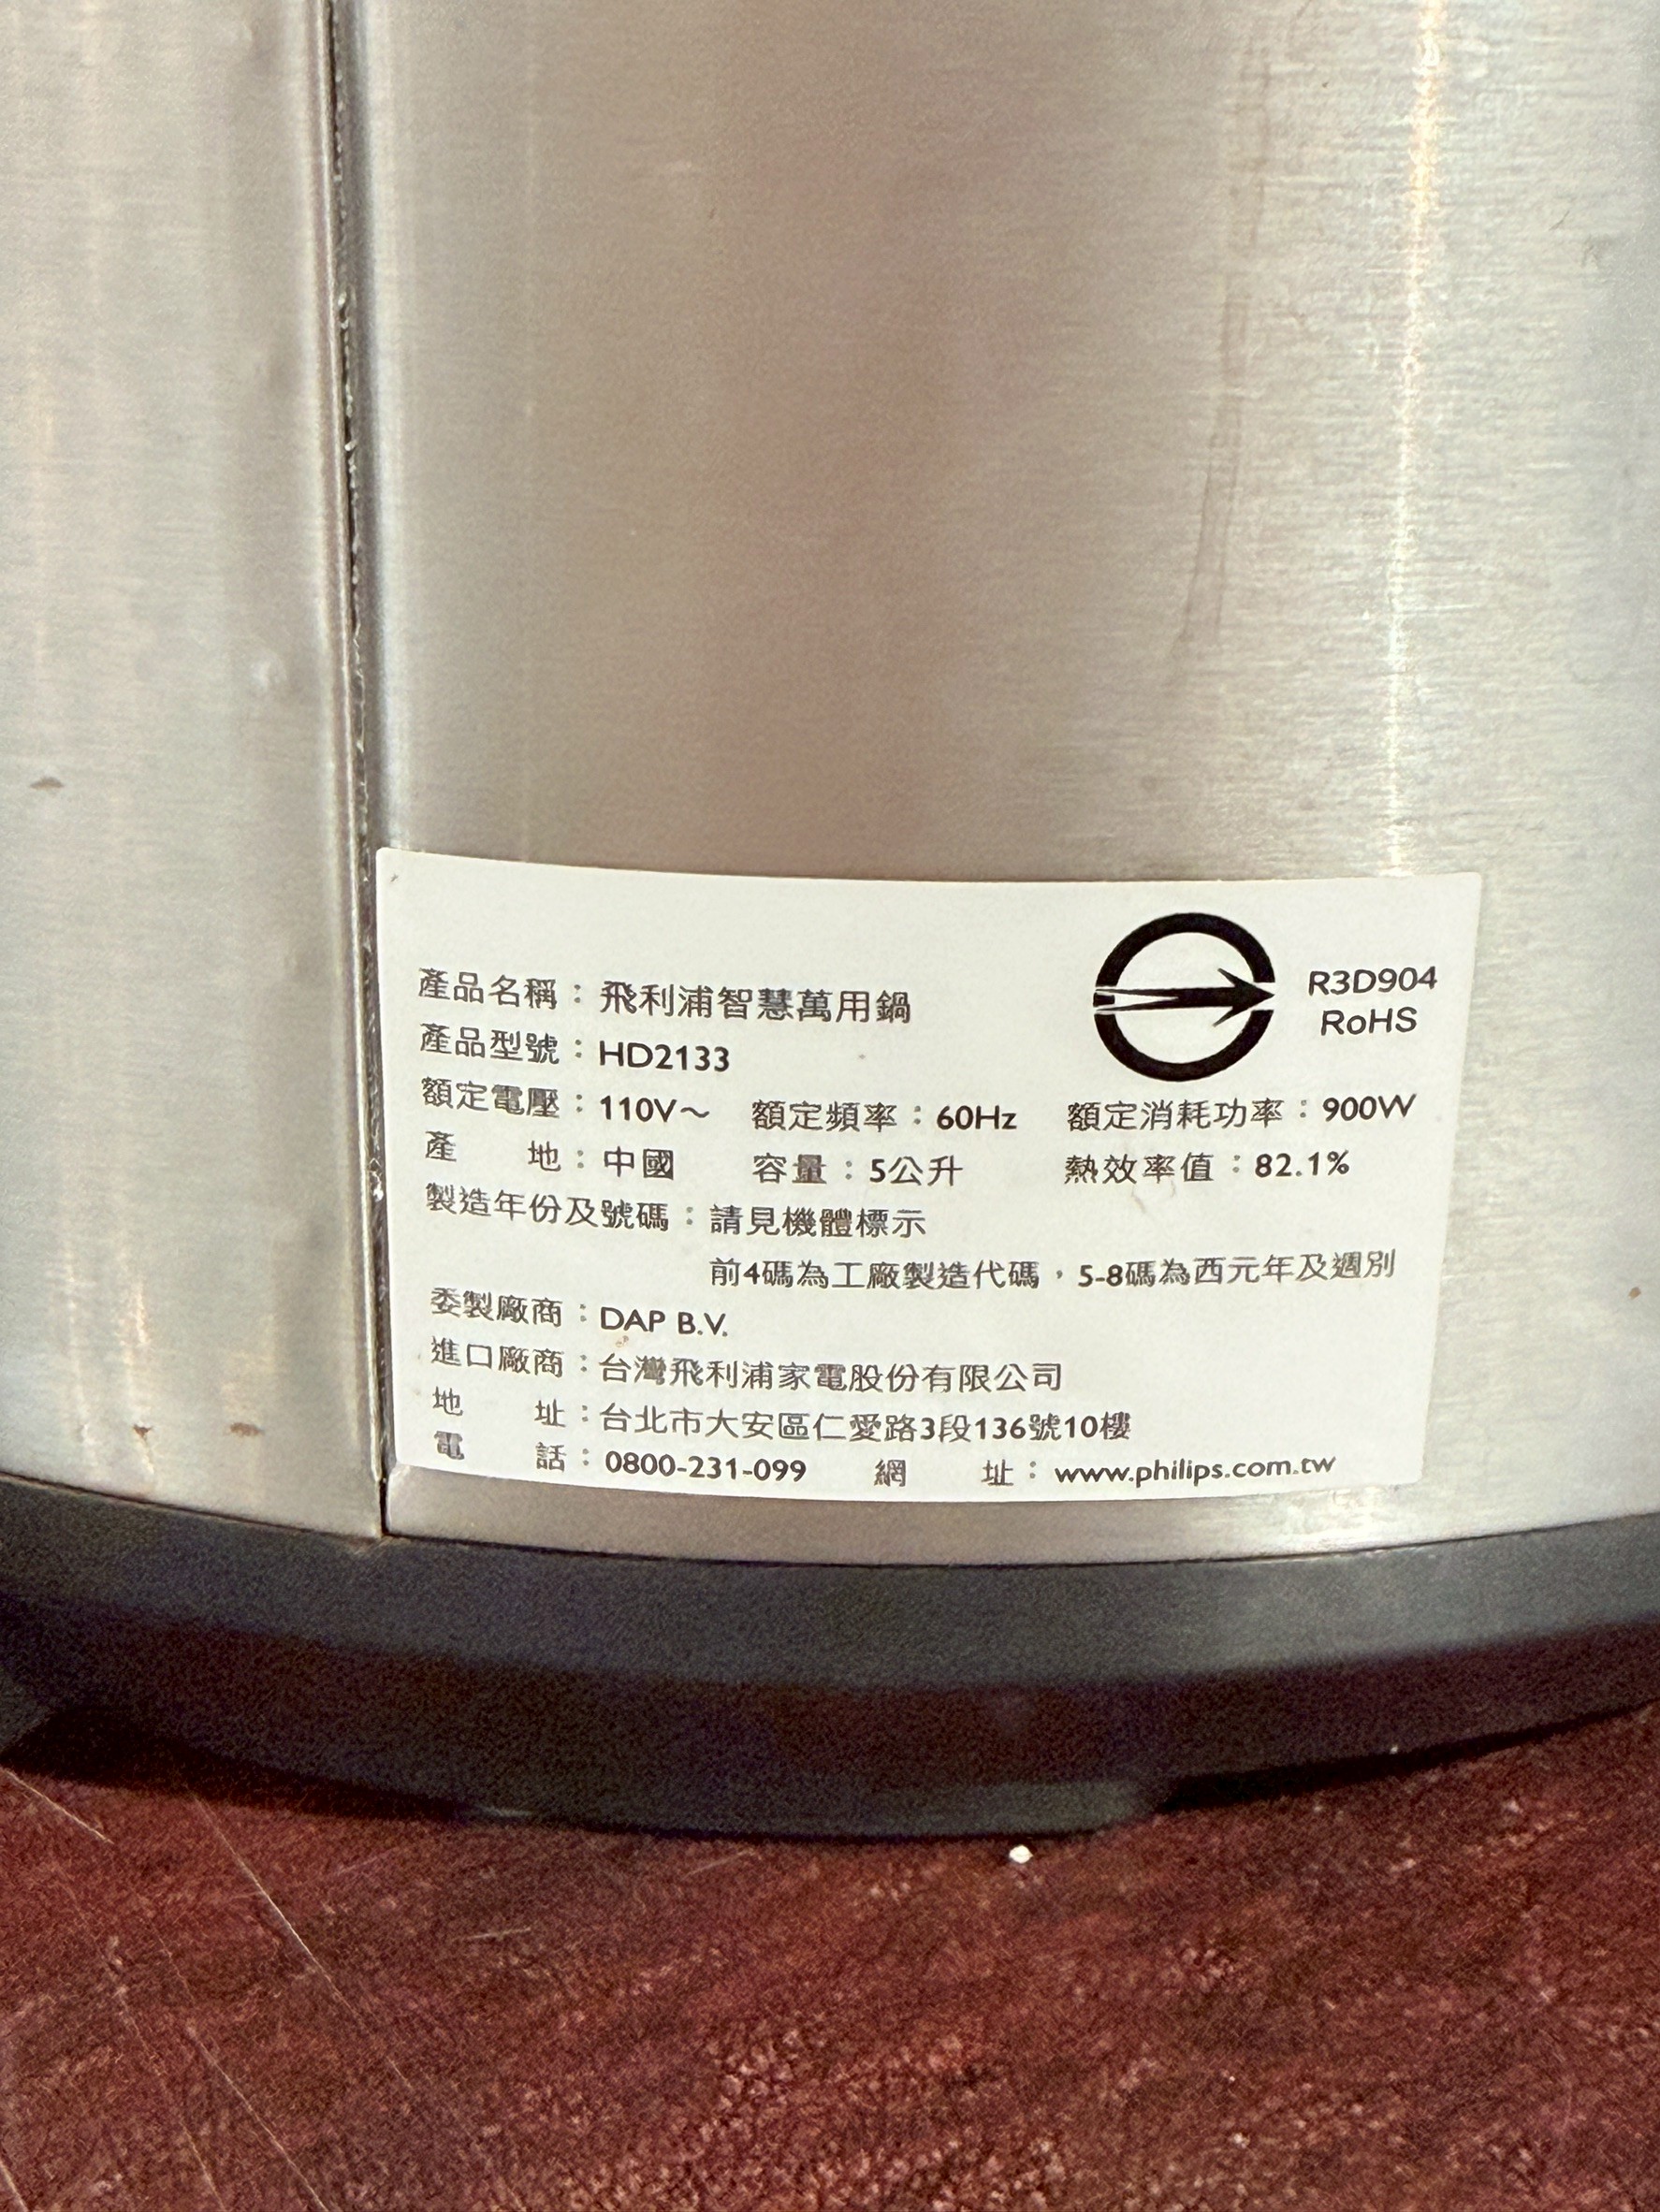 R3D904
RoHS
產品名稱：飛利浦智慧萬用鍋
產品型號：HD2133
額定電壓：110V～ 額定頻率：60Hz 額定消耗功率：900W
產 地：中國 容量：5公升 熱效率值：82.1%
製造年份及號碼：請見機體標示
前4碼為工廠製造代碼，5-8碼為西元年及週別
委製廠商：DAP B.V.
進口廠商：台灣飛利浦家電股份有限公司
地 址：台北市大安區仁愛路3段136號10樓
電 話：0800-231-099 網 址：www.philips.com.tw